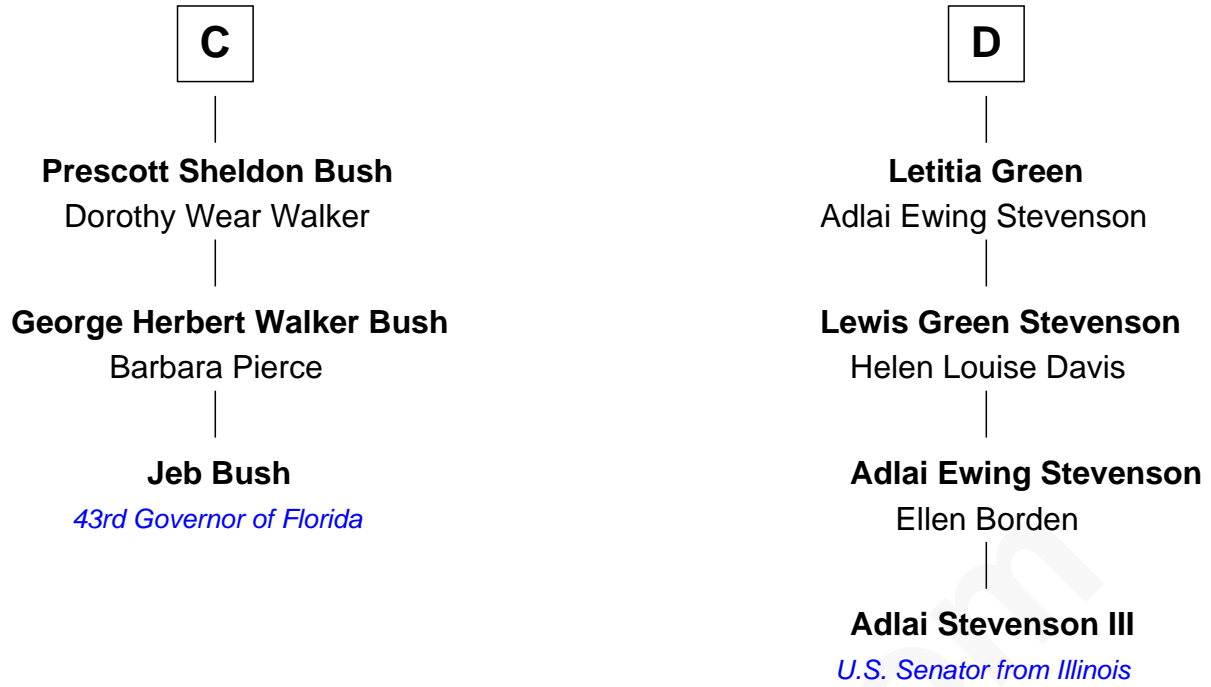 C
Prescott Sheldon Bush
Dorothy Wear Walker
George Herbert Walker Bush
Barbara Pierce
Jeb Bush
43rd Governor of Florida
D
Letitia Green
Adlai Ewing Stevenson
Lewis Green Stevenson
Helen Louise Davis
Adlai Ewing Stevenson
Ellen Borden
Adlai Stevenson III
U.S. Senator from Illinois